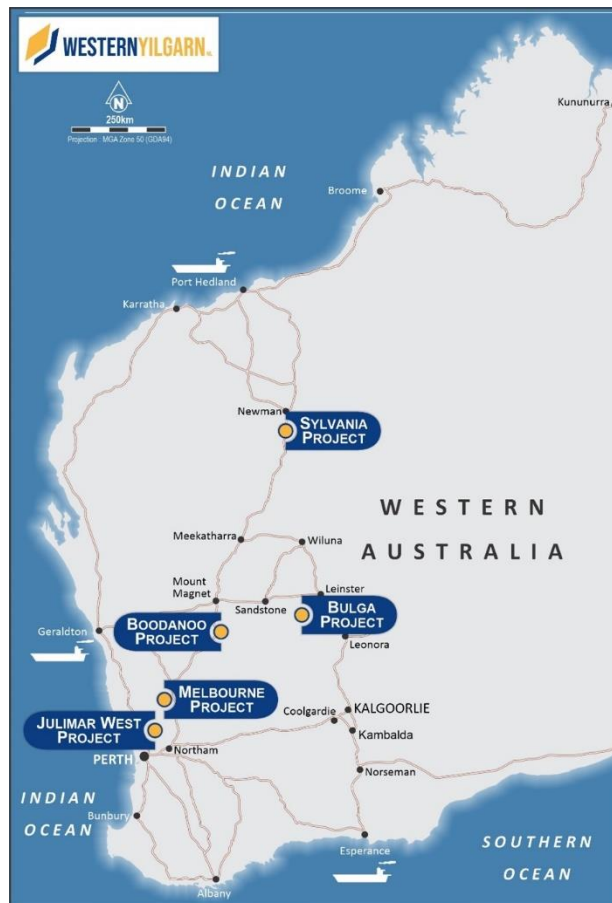 WESTERNYILGARN NL
N
250km
Projection : MGA Zone 50 (GDA94)
Kununurra
INDIAN
OCEAN
Broome
Port Hedland
Karratha
Newman
SYLVANIA
PROJECT
WESTERN
AUSTRALIA
Meekatharra
Wiluna
Mount
Magnet
Leinster
Sandstone
BULGA
PROJECT
BOODANOO
PROJECT
Geraldton
Leonora
MELBOURNE
PROJECT
KALGOORLIE
Coolgardie
JULIMAR WEST
PROJECT
Kambalda
Northam
PERTH
Norseman
INDIAN
OCEAN
Bunbury
Esperance
SOUTHERN
OCEAN
Albany